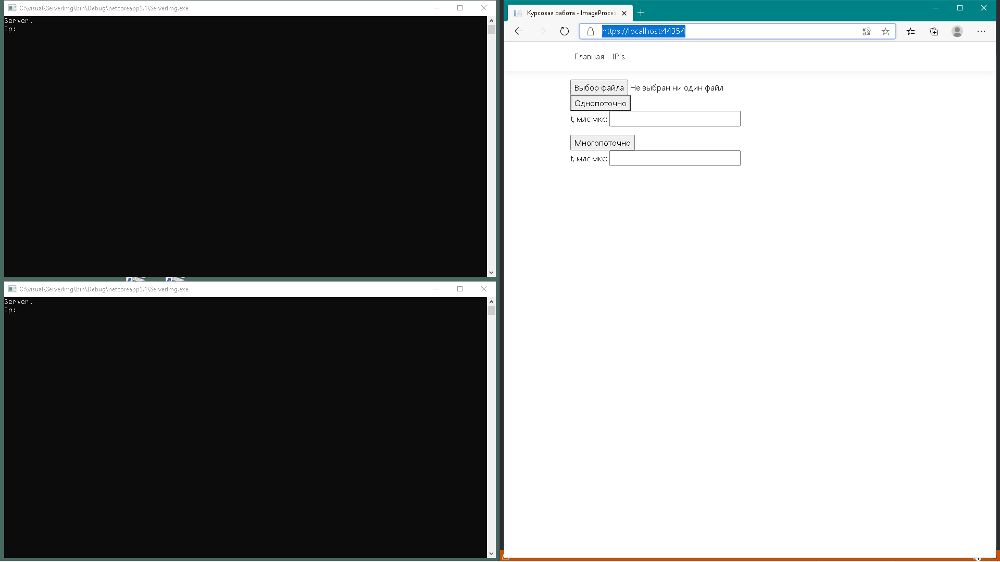 C:\visual\ServerImg\bin\Debug\netcoreapp3.1\ServerImg.exe
Server.
Ip:
C:\visual\ServerImg\bin\Debug\netcoreapp3.1\ServerImg.exe
Server.
Ip:
Курсовая работа - ImageProces
https://localhost:44354
Главная IP's
Выбор файла Не выбран ни один файл
Однопоточно
t, млс мкс:
Многопоточно
t, млс мкс: